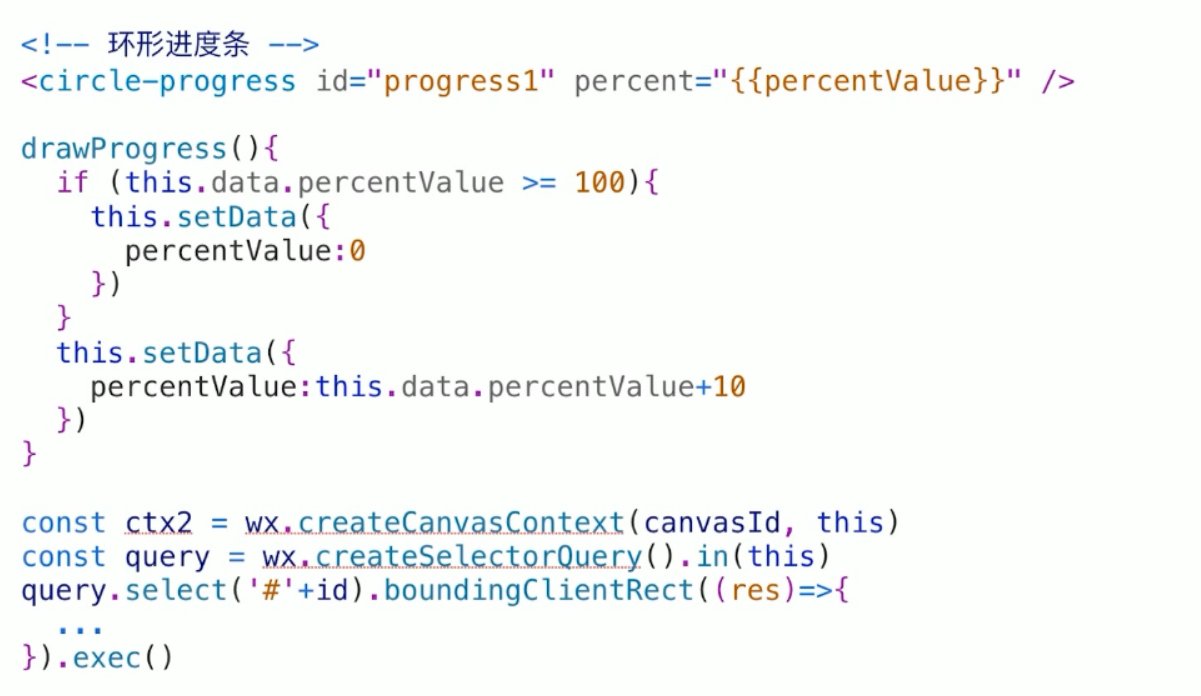 <!-- 环形进度条 -->
<circle-progress id="progress1" percent="{{percentValue}}" />
drawProgress(){
  if (this.data.percentValue >= 100){
    this.setData({
      percentValue:0
    })
  }
  this.setData({
    percentValue:this.data.percentValue+10
  })
}
const ctx2 = wx.createCanvasContext(canvasId, this)
const query = wx.createSelectorQuery().in(this)
query.select('#'+id).boundingClientRect((res)=>{
  ...
}).exec()